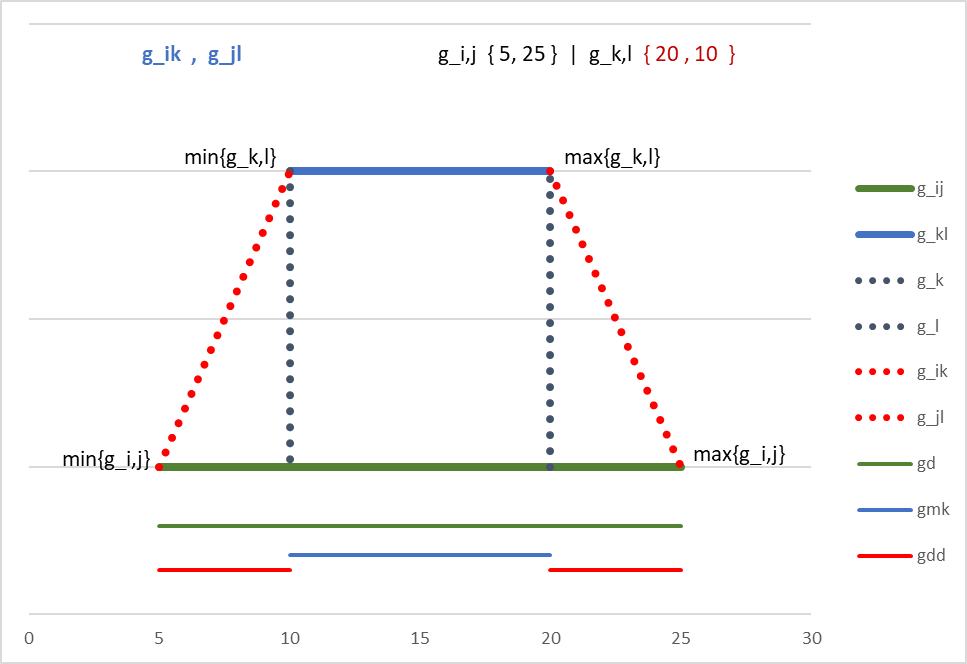 g_ik , g_jl
g_i,j { 5, 25 } | g_k,l { 20 , 10 }
min{g_k,l}
max{g_k,l}
min{g_i,j}
max{g_i,j}
g_ij
g_kl
g_k
g_l
g_ik
g_jl
gd
gmk
gdd
0 5 10 15 20 25 30